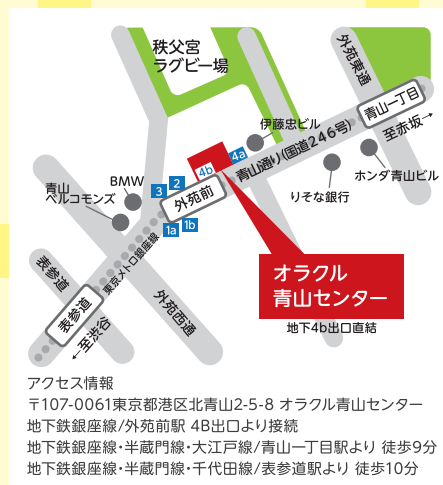 秩父宮
ラグビー場
外苑東通
青山一丁目
至赤坂
伊藤忠ビル
青山通り(国道246号)
4a
4b
ホンダ青山ビル
りそな銀行
BMW
3
2
外苑前
1a
1b
青山
ベルコモンズ
東京メトロ銀座線
表参道
表参道
至渋谷
外苑西通
オラクル
青山センター
地下4b出口直結
アクセス情報
〒107-0061東京都港区北青山2-5-8 オラクル青山センター
地下鉄銀座線/外苑前駅 4B出口より接続
地下鉄銀座線・半蔵門線・大江戸線/青山一丁目駅より 徒歩9分
地下鉄銀座線・半蔵門線・千代田線/表参道駅より 徒歩10分